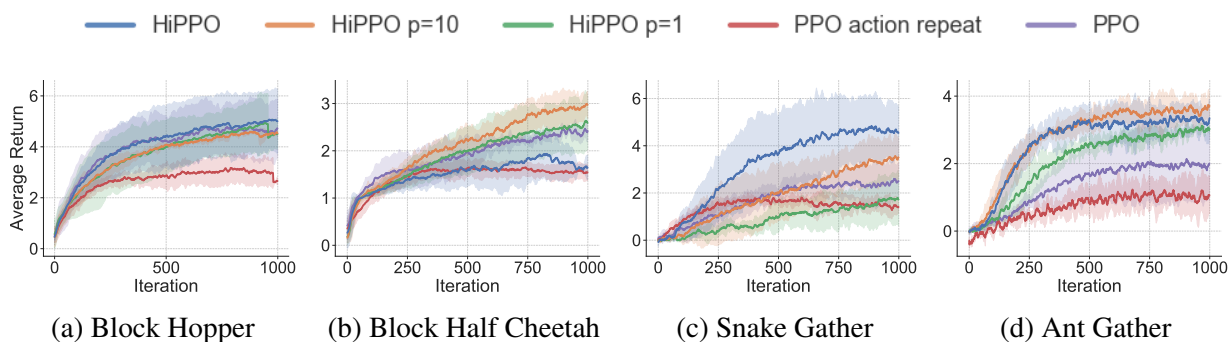 HiPPO HiPPO p=10 HiPPO p=1 PPO action repeat PPO
Average Return
6
4
2
0
0 500 1000
Iteration
(a) Block Hopper
3
2
1
0
0 250 500 750 1000
Iteration
(b) Block Half Cheetah
6
4
2
0
0 250 500 750 1000
Iteration
(c) Snake Gather
4
2
0
0 250 500 750 1000
Iteration
(d) Ant Gather